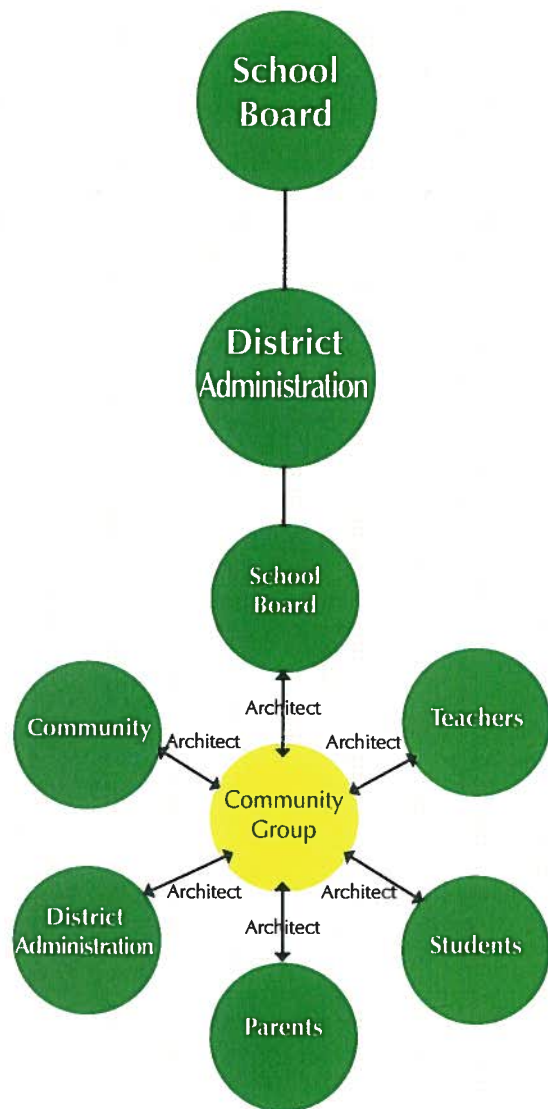 School
Board
District
Administration
School
Board
Architect
Community
Architect
Architect
Teachers
Community
Group
District
Administration
Architect
Architect
Architect
Students
Parents